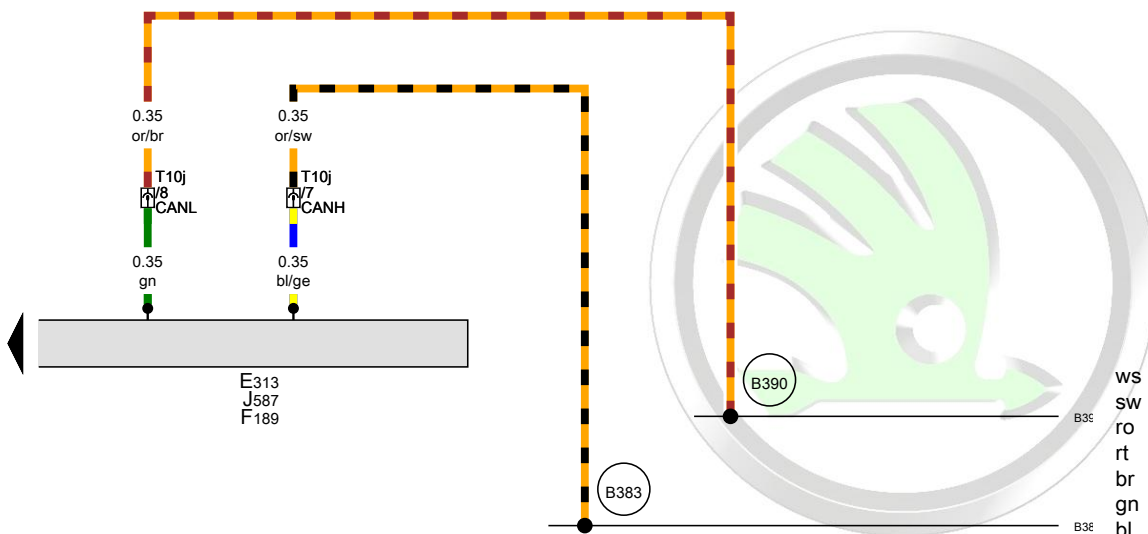 0.35
or/br
0.35
or/sw
T10j
/8
CANL
T10j
/7
CANH
0.35
gn
0.35
bl/ge
E313
J587
F189
B390
B383
ws
sw
ro
rt
br
gn
bl